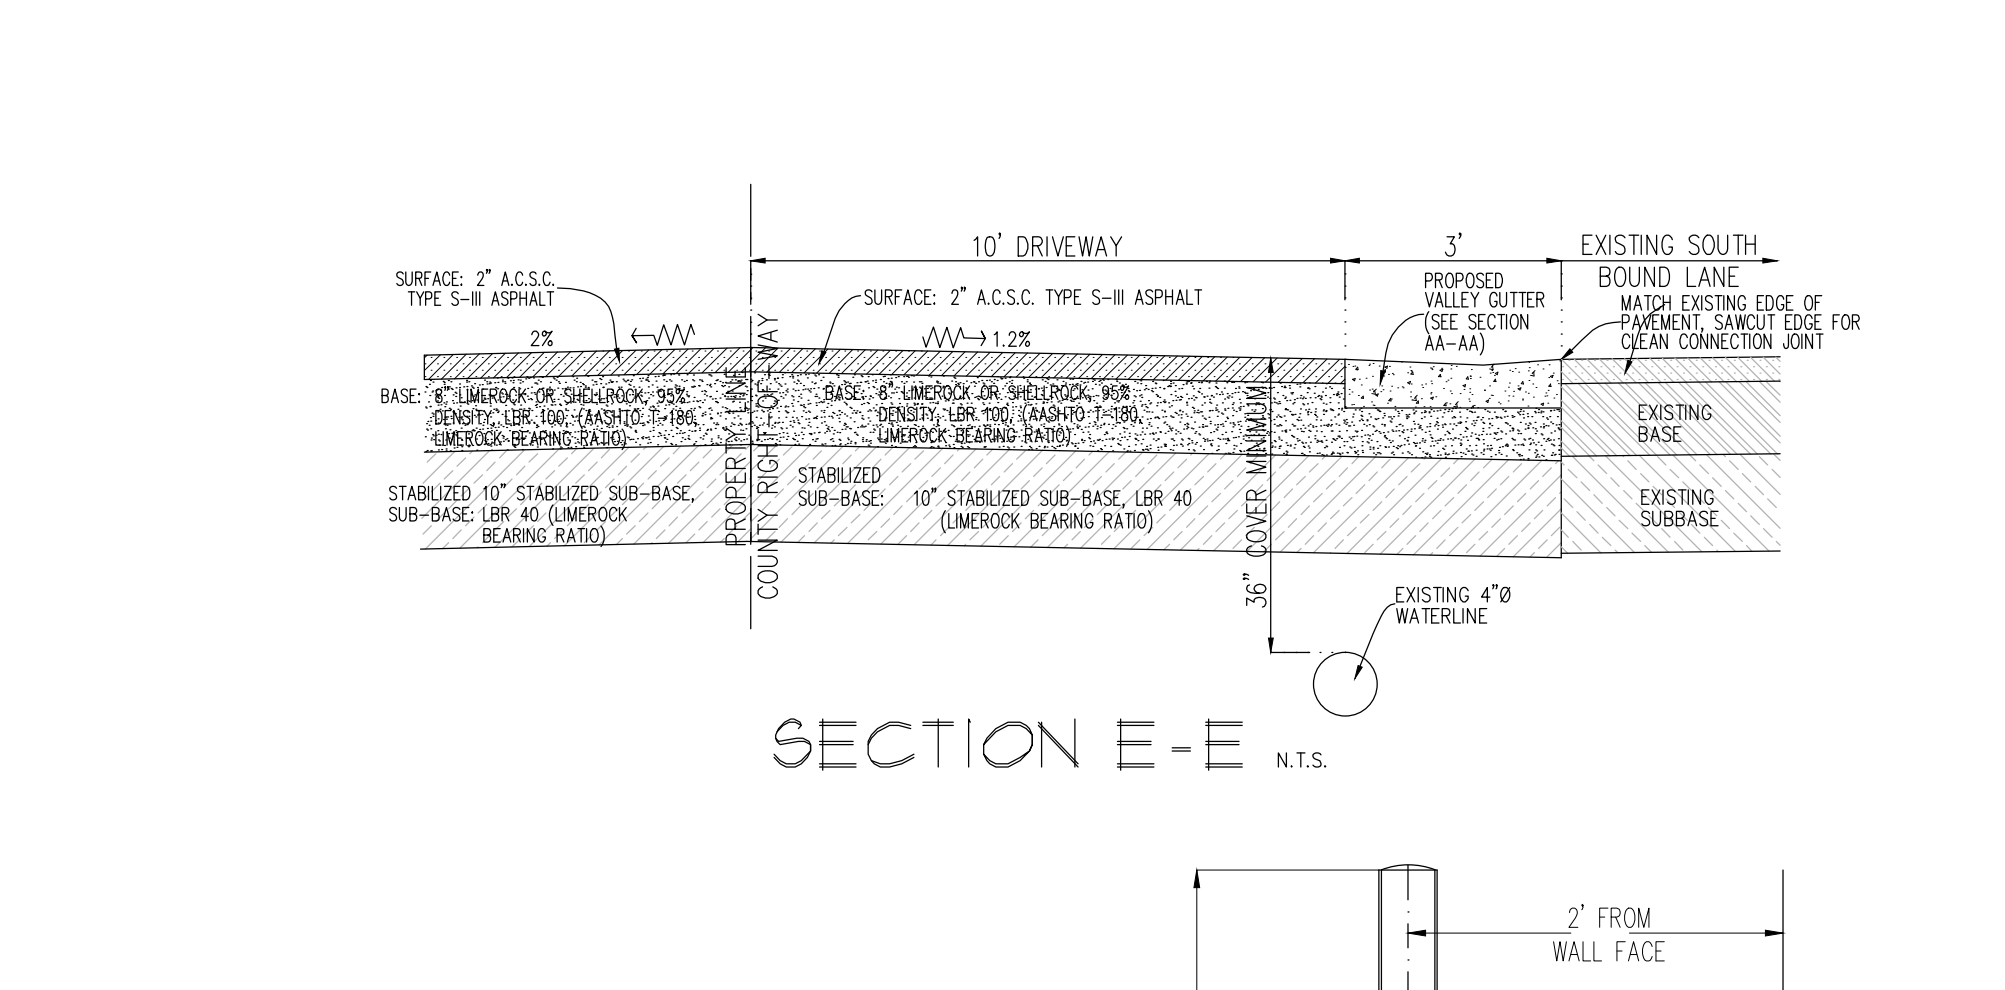 10' DRIVEWAY
3'
EXISTING SOUTH
BOUND LANE
SURFACE: 2" A.C.S.C.
TYPE S-III ASPHALT
SURFACE: 2" A.C.S.C. TYPE S-III ASPHALT
PROPOSED
VALLEY GUTTER
(SEE SECTION
AA-AA)
MATCH EXISTING EDGE OF
PAVEMENT, SAWCUT EDGE FOR
CLEAN CONNECTION JOINT
2%
1.2%
BASE: 8" LIMEROCK OR SHELLROCK, 95%
DENSITY, LBR 100, (AASHTO T-180,
LIMEROCK BEARING RATIO)
PROPERTY LINE
COUNTY RIGHT-OF-WAY
BASE: 8" LIMEROCK OR SHELLROCK, 95%
DENSITY, LBR 100, (AASHTO T-180,
LIMEROCK BEARING RATIO)
36" COVER MINIMUM
EXISTING
BASE
STABILIZED 10" STABILIZED SUB-BASE,
SUB-BASE: LBR 40 (LIMEROCK
BEARING RATIO)
STABILIZED
SUB-BASE: 10" STABILIZED SUB-BASE, LBR 40
(LIMEROCK BEARING RATIO)
EXISTING
SUBBASE
EXISTING 4"Ø
WATERLINE
SECTION E-E N.T.S.
2' FROM
WALL FACE